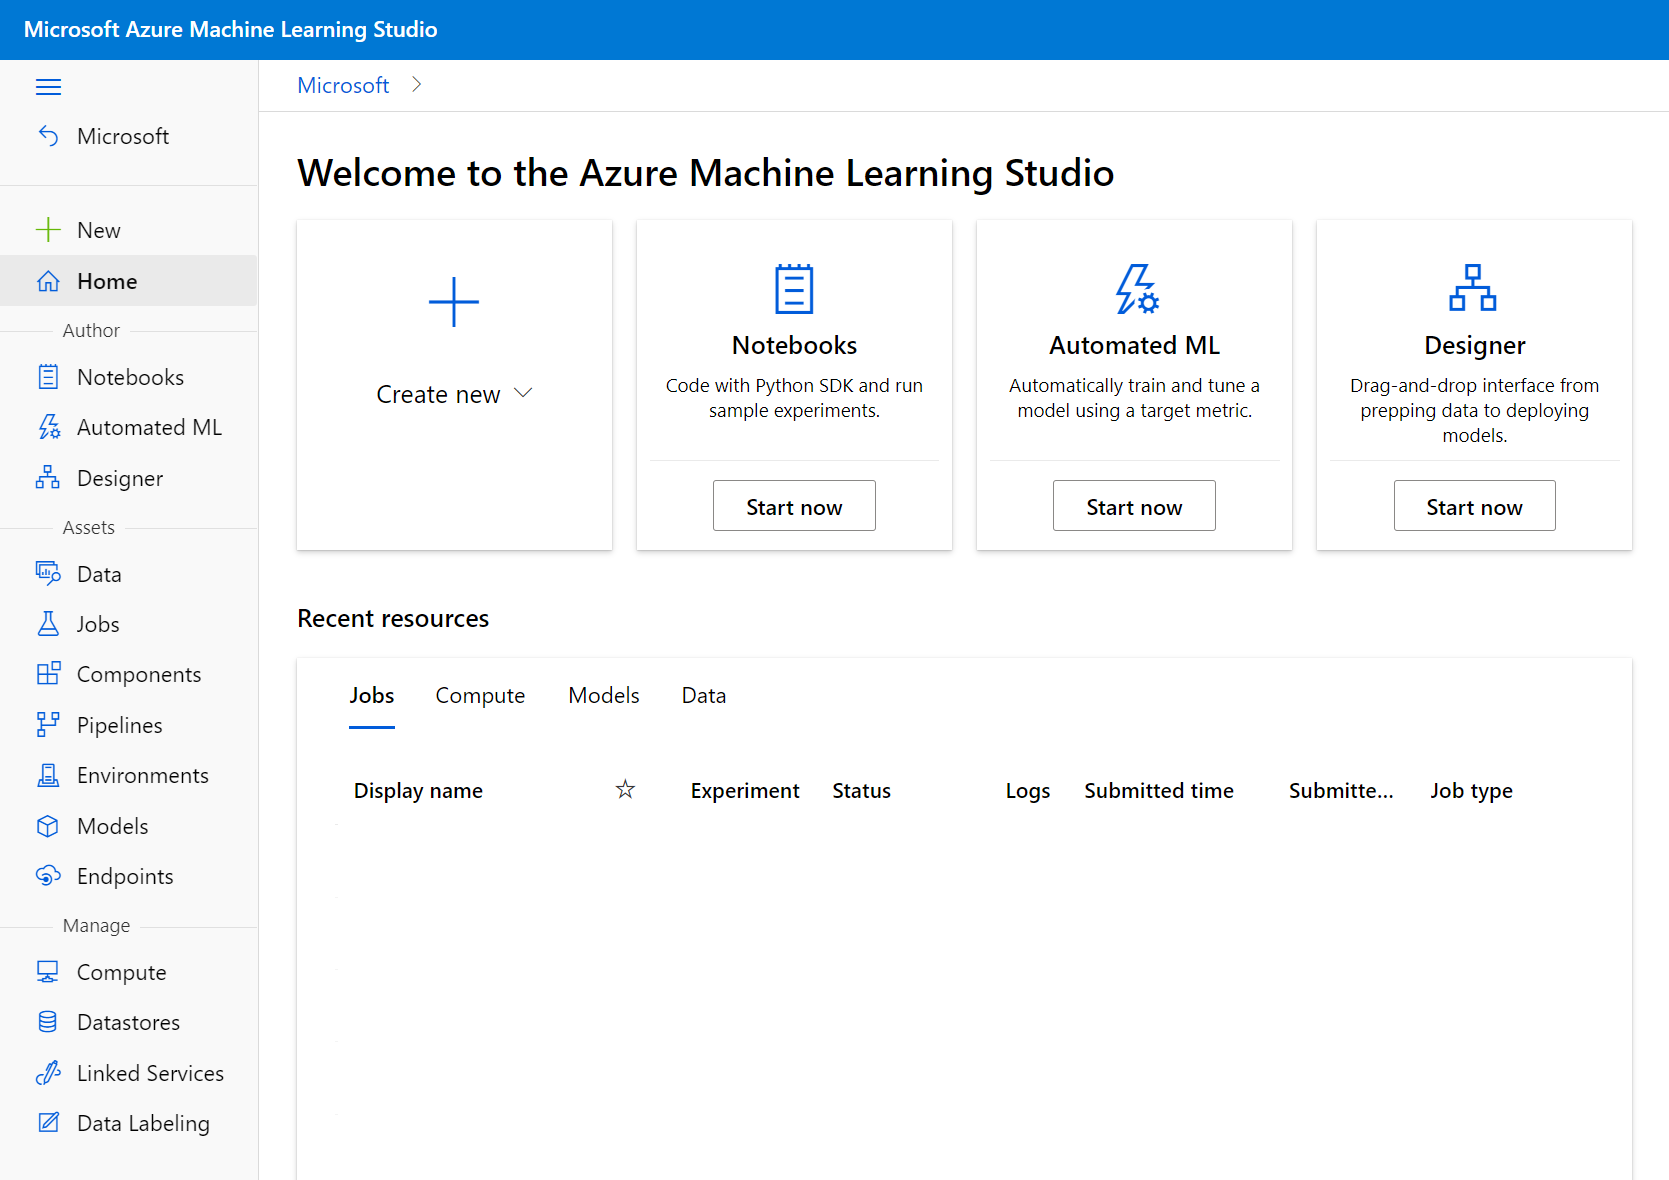 Microsoft Azure Machine Learning Studio
Microsoft
Microsoft
New
Home
Author
Notebooks
Automated ML
Designer
Assets
Data
Jobs
Components
Pipelines
Environments
Models
Endpoints
Manage
Compute
Datastores
Linked Services
Data Labeling
Welcome to the Azure Machine Learning Studio
Create new
Notebooks
Code with Python SDK and run
sample experiments.
Start now
Automated ML
Automatically train and tune a
model using a target metric.
Start now
Designer
Drag-and-drop interface from
prepping data to deploying
models.
Start now
Recent resources
Jobs Compute Models Data
Display name Experiment Status Logs Submitted time Submitte... Job type